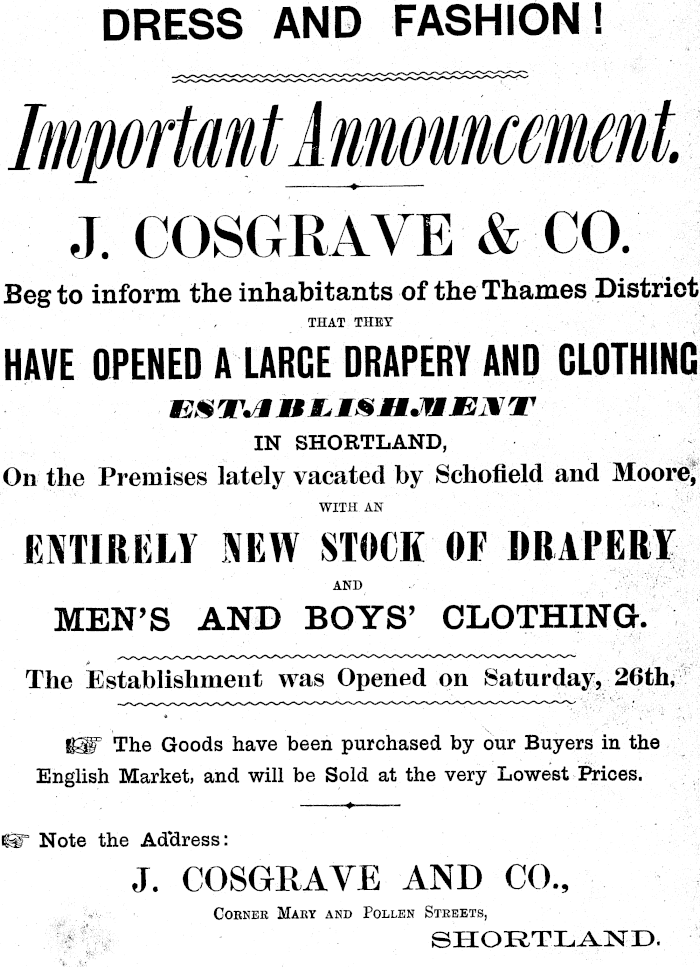 DRESS AND FASHION!
Important Announcement.
J. COSGRAVE & CO.
Beg to inform the inhabitants of the Thames District
THAT THEY
HAVE OPENED A LARGE DRAPERY AND CLOTHING
ESTABLISHMENT
IN SHORTLAND,
On the Premises lately vacated by Schofield and Moore,
WITH AN
ENTIRELY NEW STOCK OF DRAPERY
AND
MEN'S AND BOYS' CLOTHING.
The Establishment was Opened on Saturday, 26th,
☞ The Goods have been purchased by our Buyers in the
English Market, and will be Sold at the very Lowest Prices.
☞ Note the Address:
J. COSGRAVE AND CO.,
CORNER MARY AND POLLEN STREETS,
SHORTLAND.